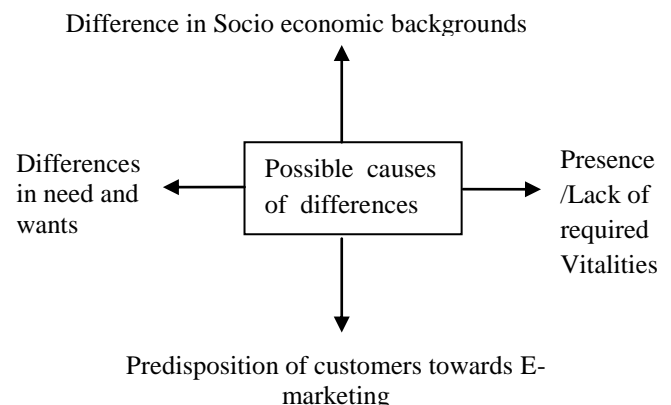 Difference in Socio economic backgrounds
Differences
in need and
wants
Possible causes
of differences
Presence
/Lack of
required
Vitalities
Predisposition of customers towards E-
marketing